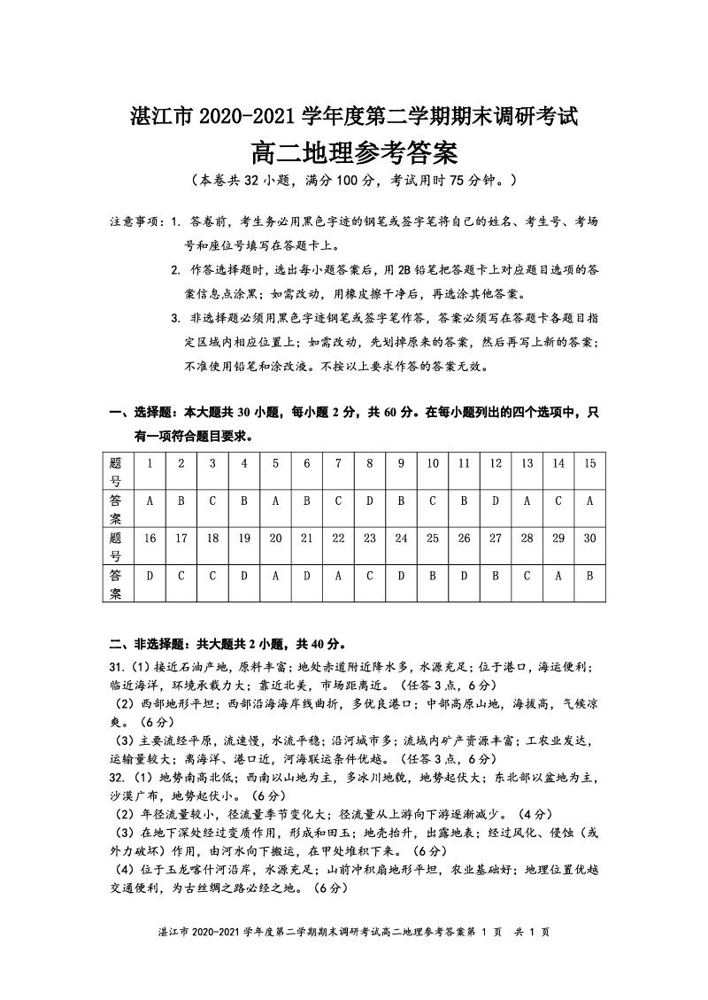 湛江市 2020-2021 学年度第二学期期末调研考试
高二地理参考答案
（本卷共 32 小题，满分 100 分，考试用时 75 分钟。）
注意事项：1. 答卷前，考生务必用黑色字迹的钢笔或签字笔将自己的姓名、考生号、考场
号和座位号填写在答题卡上。
2. 作答选择题时，选出每小题答案后，用 2B 铅笔把答题卡上对应题目选项的答
案信息点涂黑；如需改动，用橡皮擦干净后，再选涂其他答案。
3. 非选择题必须用黑色字迹钢笔或签字笔作答，答案必须写在答题卡各题目指
定区域内相应位置上；如需改动，先划掉原来的答案，然后再写上新的答案；
不准使用铅笔和涂改液。不按以上要求作答的答案无效。
一、选择题：本大题共 30 小题，每小题 2 分，共 60 分。在每小题列出的四个选项中，只
有一项符合题目要求。
题号 1 2 3 4 5 6 7 8 9 10 11 12 13 14 15
答案 A B C B A B C D B C B D A C A
题号 16 17 18 19 20 21 22 23 24 25 26 27 28 29 30
答案 D C C D A D A C D B D B C A B
二、非选择题：共大题共 2 小题，共 40 分。
31.（1）接近石油产地，原料丰富；地处赤道附近降水多，水源充足；位于港口，海运便利；
临近海洋，环境承载力大；靠近北美，市场距离近。（任答 3 点，6 分）
（2）西部地形平坦；西部沿海海岸线曲折，多优良港口；中部高原山地，海拔高，气候凉
爽。（6 分）
（3）主要流经平原，流速慢，水流平稳；沿河城市多；流域内矿产资源丰富；工农业发达，
运输量较大；离海洋、港口近，河海联运条件优越。（任答 3 点，6 分）
32.（1）地势南高北低；西南以山地为主，多冰川地貌，地势起伏大；东北部以盆地为主，
沙漠广布，地势起伏小。（6 分）
（2）年径流量较小，径流量季节变化大；径流量从上游向下游逐渐减少。（4 分）
（3）在地下深处经过变质作用，形成和田玉；地壳抬升，出露地表；经过风化、侵蚀（或
外力破坏）作用，由河水向下搬运，在甲处堆积下来。（6 分）
（4）位于玉龙喀什河沿岸，水源充足；山前冲积扇地形平坦，农业基础好；地理位置优越
交通便利，为古丝绸之路必经之地。（6 分）
湛江市 2020-2021 学年度第二学期期末调研考试高二地理参考答案第 1 页 共 1 页